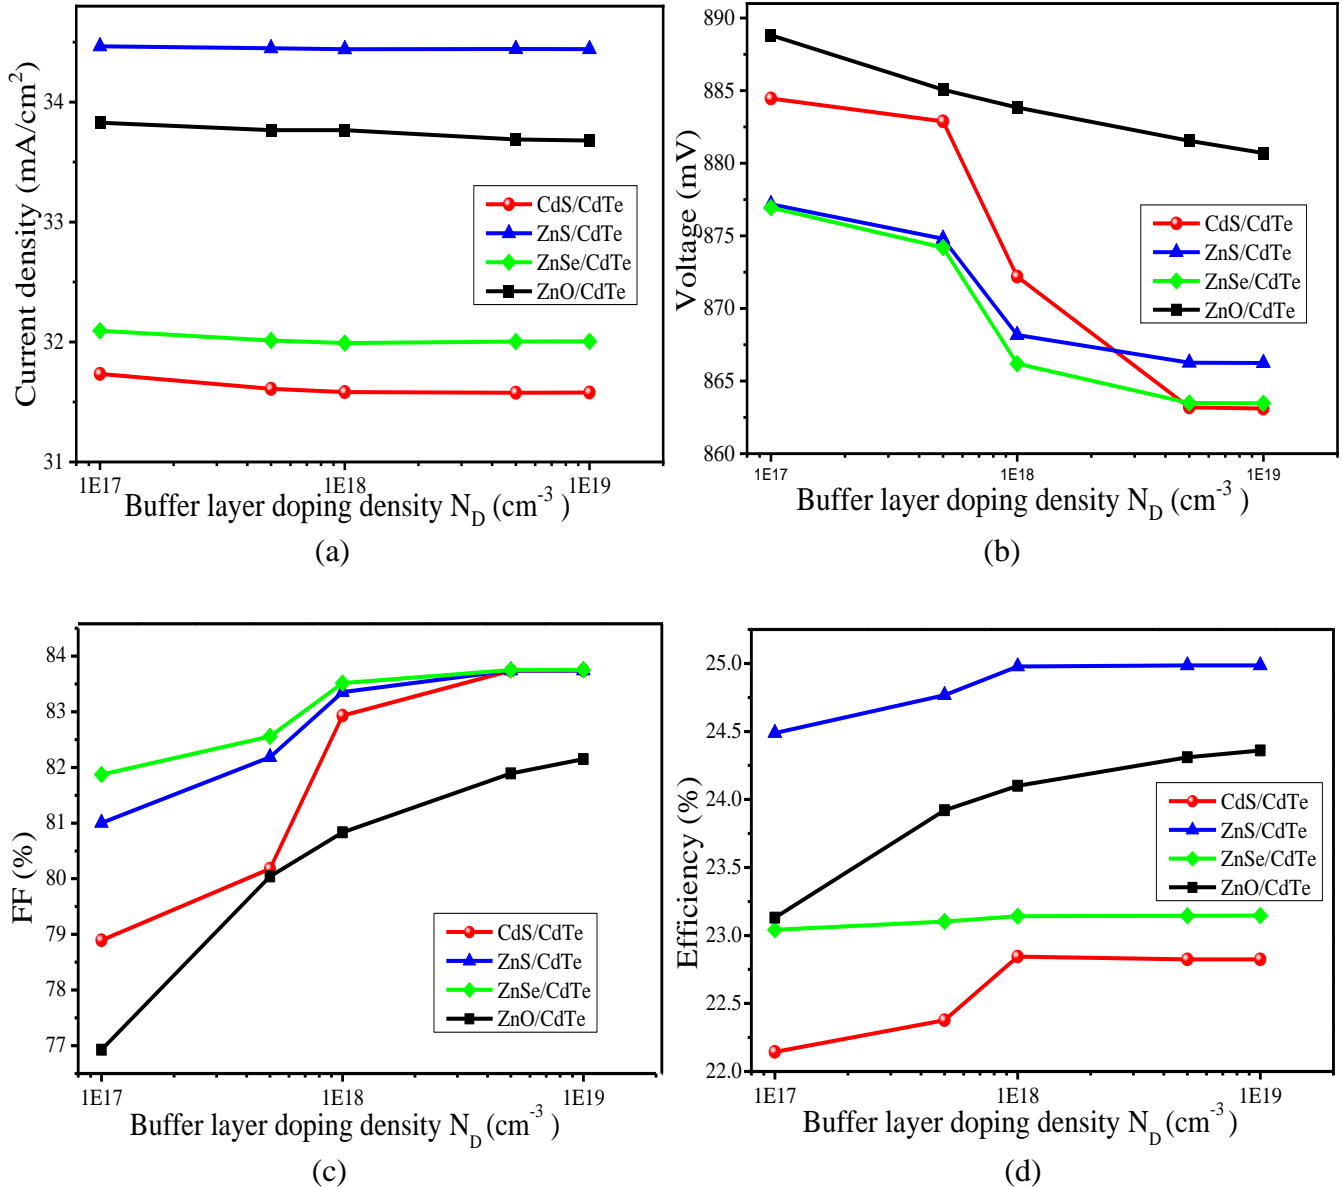 Current density (mA/cm²)
34
33
32
31
1E17
1E18
1E19
CdS/CdTe
ZnS/CdTe
ZnSe/CdTe
ZnO/CdTe
Buffer layer doping density N_D (cm⁻³ )
(a)
Voltage (mV)
890
885
880
875
870
865
860
1E17
1E18
1E19
CdS/CdTe
ZnS/CdTe
ZnSe/CdTe
ZnO/CdTe
Buffer layer doping density N_D (cm⁻³ )
(b)
FF (%)
84
83
82
81
80
79
78
77
1E17
1E18
1E19
CdS/CdTe
ZnS/CdTe
ZnSe/CdTe
ZnO/CdTe
Buffer layer doping density N_D (cm⁻³ )
(c)
Efficiency (%)
25.0
24.5
24.0
23.5
23.0
22.5
22.0
1E17
1E18
1E19
CdS/CdTe
ZnS/CdTe
ZnSe/CdTe
ZnO/CdTe
Buffer layer doping density N_D (cm⁻³ )
(d)